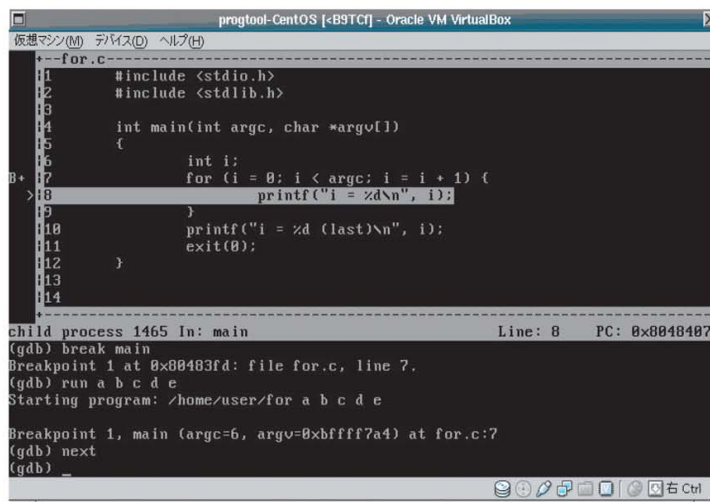 progtool-CentOS [<B9TCf] - Oracle VM VirtualBox
仮想マシン(M) デバイス(D) ヘルプ(H)
+--for.c---------------------------------------------------------------
1 #include <stdio.h>
2 #include <stdlib.h>
3
4 int main(int argc, char *argv[])
5 {
6 int i;
B+ 7 for (i = 0; i < argc; i = i + 1) {
>8 printf("i = %d\n", i);
9 }
10 printf("i = %d (last)\n", i);
11 exit(0);
12 }
13
14
child process 1465 In: main Line: 8 PC: 0x8048407
(gdb) break main
Breakpoint 1 at 0x80483fd: file for.c, line 7.
(gdb) run a b c d e
Starting program: /home/user/for a b c d e
Breakpoint 1, main (argc=6, argv=0xbffff7a4) at for.c:7
(gdb) next
(gdb) _
右 Ctrl